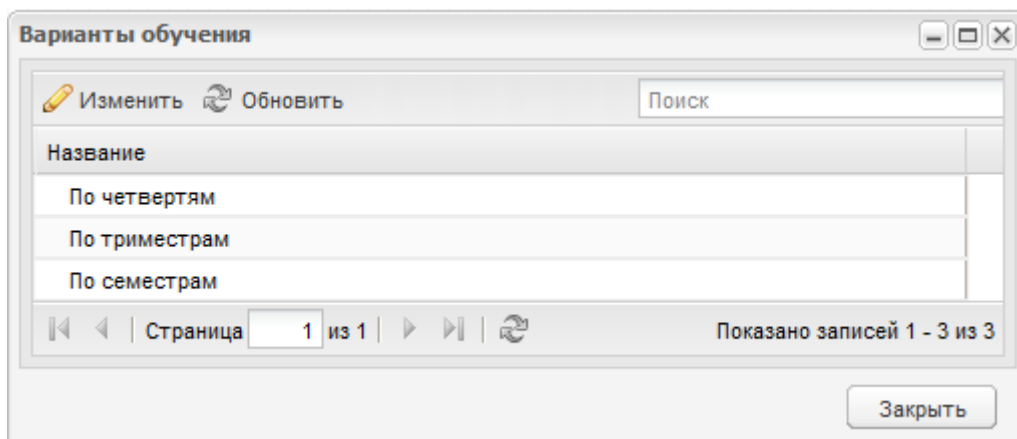 Варианты обучения
Изменить Обновить Поиск
Название
По четвертям
По триместрам
По семестрам
Страница 1 из 1 Показано записей 1 - 3 из 3
Закрыть